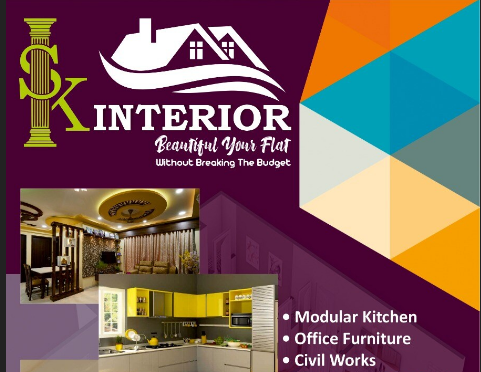 SK INTERIOR
Beautiful Your Flat
Without Breaking The Budget
• Modular Kitchen
• Office Furniture
• Civil Works